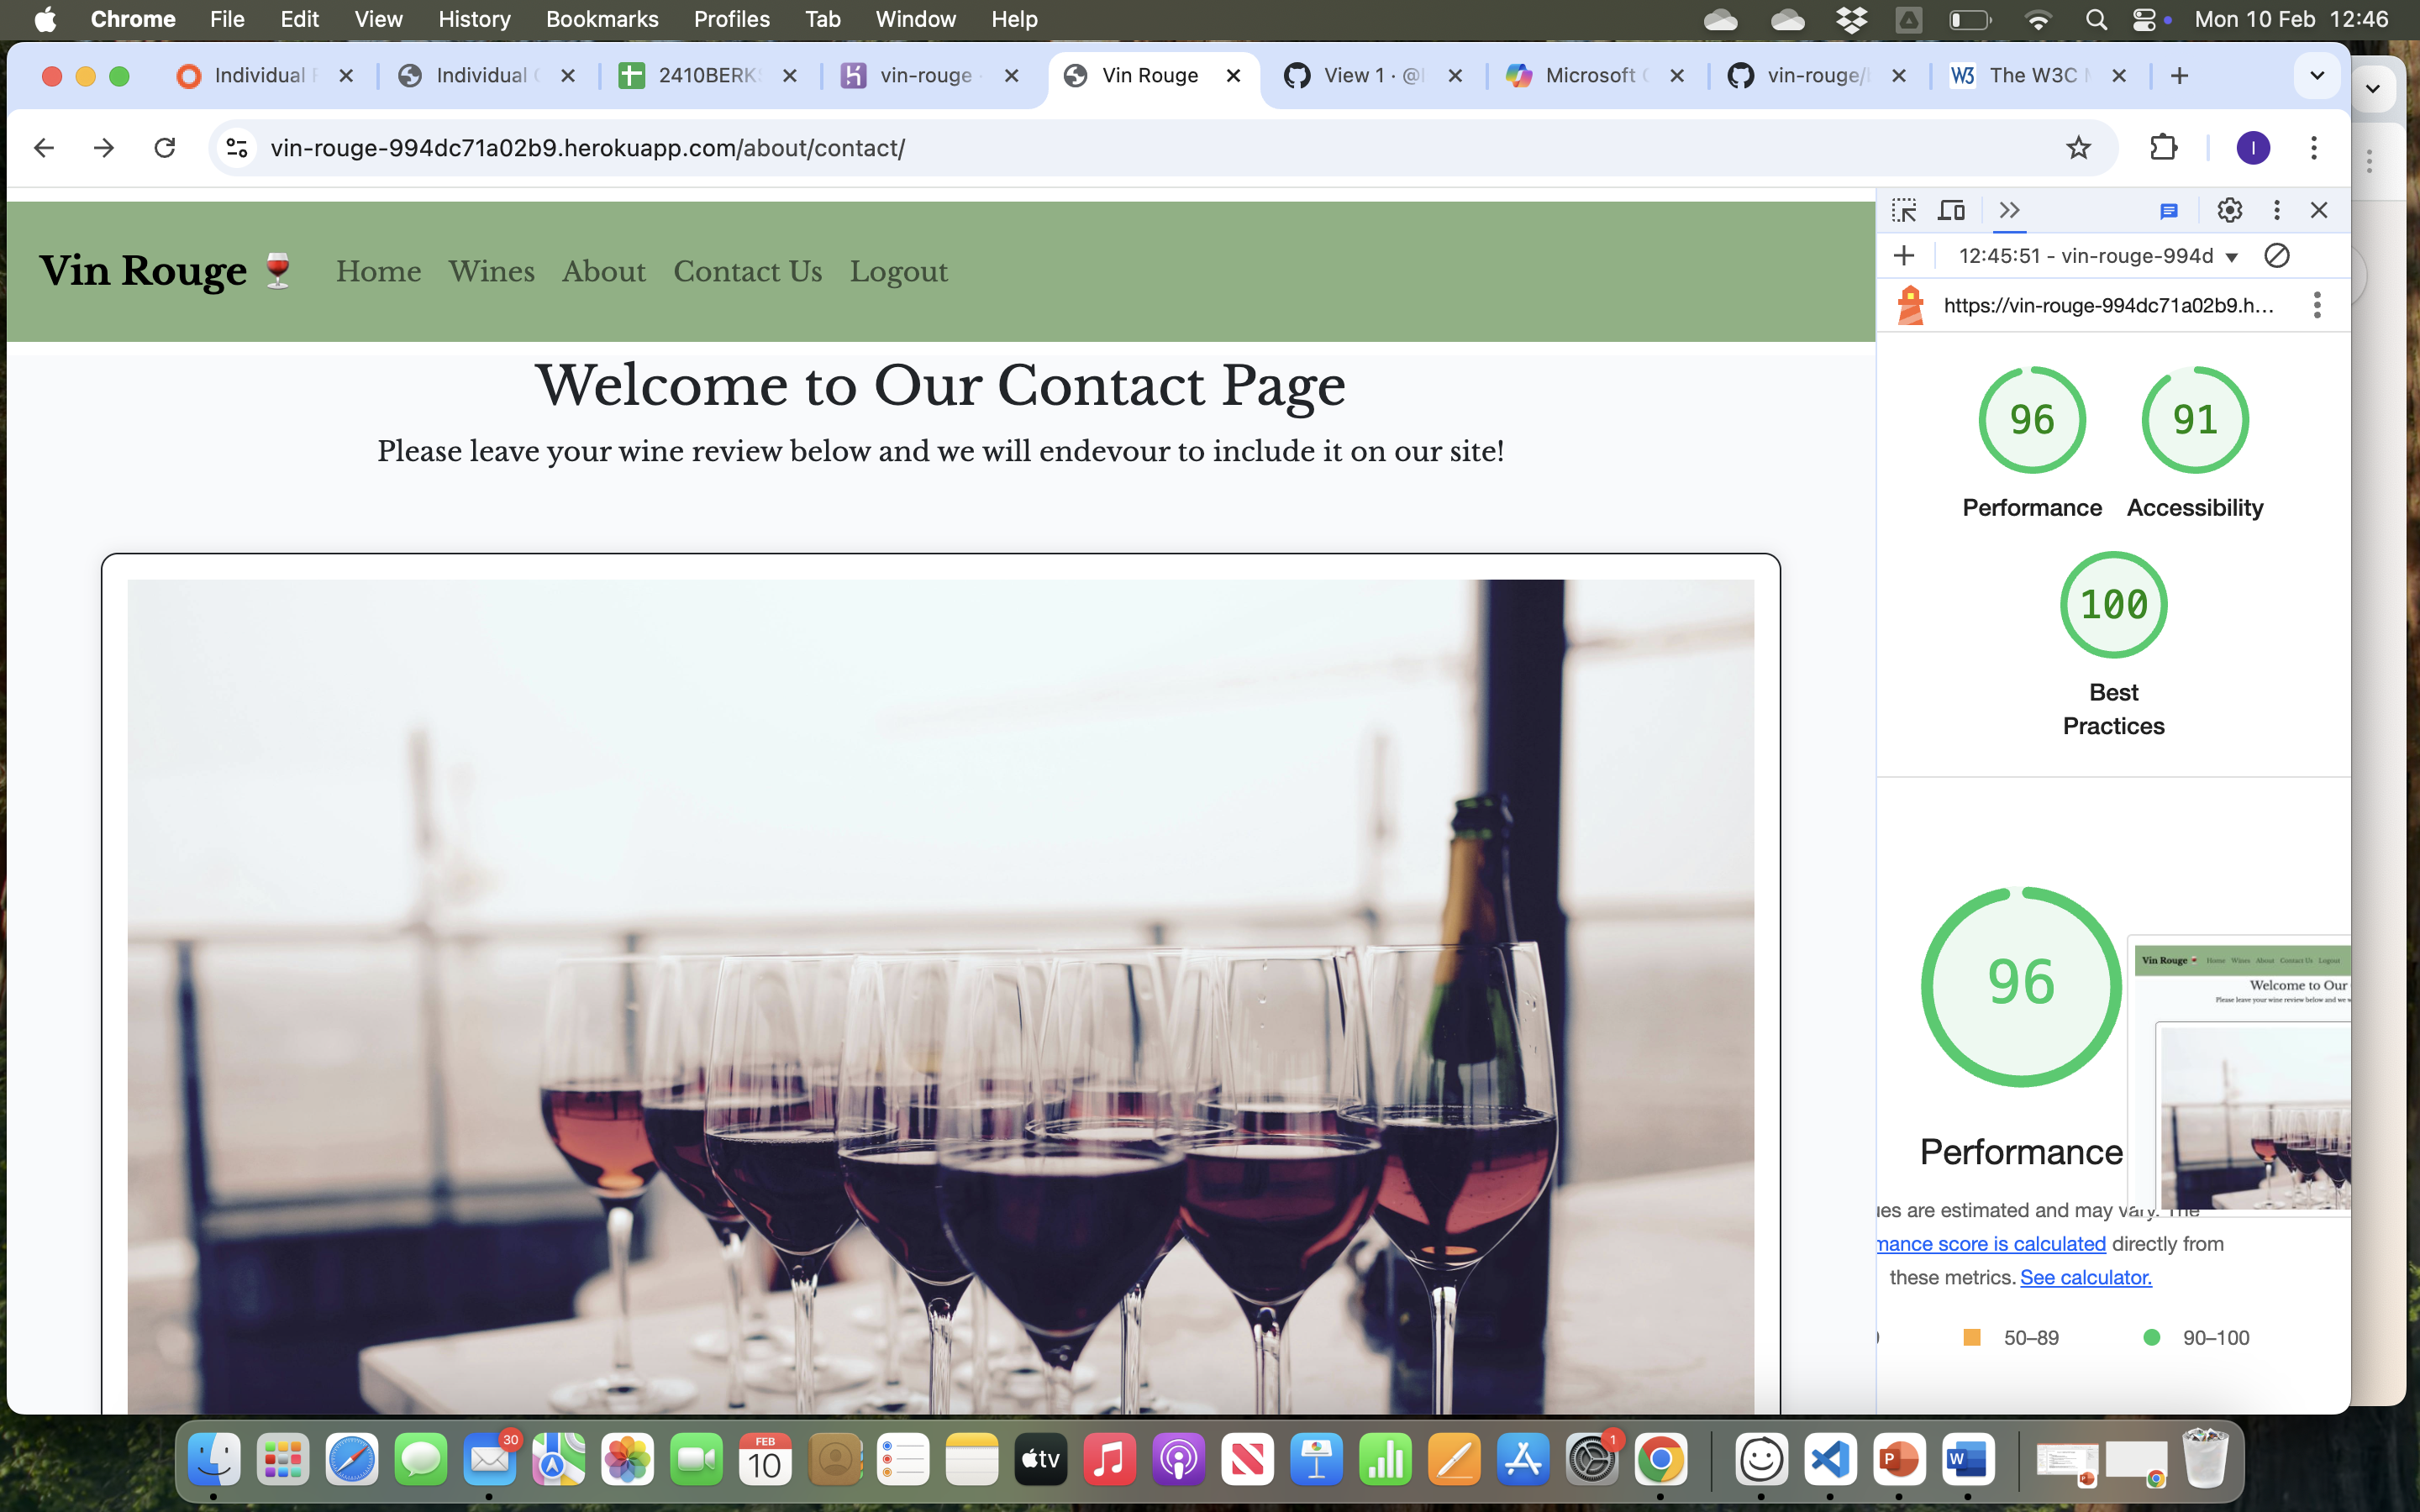 Chrome File Edit View History Bookmarks Profiles Tab Window Help Mon 10 Feb 12:46
Individual Individual 2410BERK vin-rouge Vin Rouge View 1 · @ Microsoft vin-rouge/ W3 The W3C
vin-rouge-994dc71a02b9.herokuapp.com/about/contact/ I
Vin Rouge Home Wines About Contact Us Logout
Welcome to Our Contact Page
Please leave your wine review below and we will endevour to include it on our site!
12:45:51 - vin-rouge-994d
https://vin-rouge-994dc71a02b9.h...
96 91
Performance Accessibility
100
Best
Practices
96
Vin Rouge Home Wines About Contact Us Logout
Welcome to Our
Please leave your wine review below and we
Performance
ues are estimated and may vary. The
mance score is calculated directly from
these metrics. See calculator.
50–89 90–100
30 FEB 10 tv 1 P W